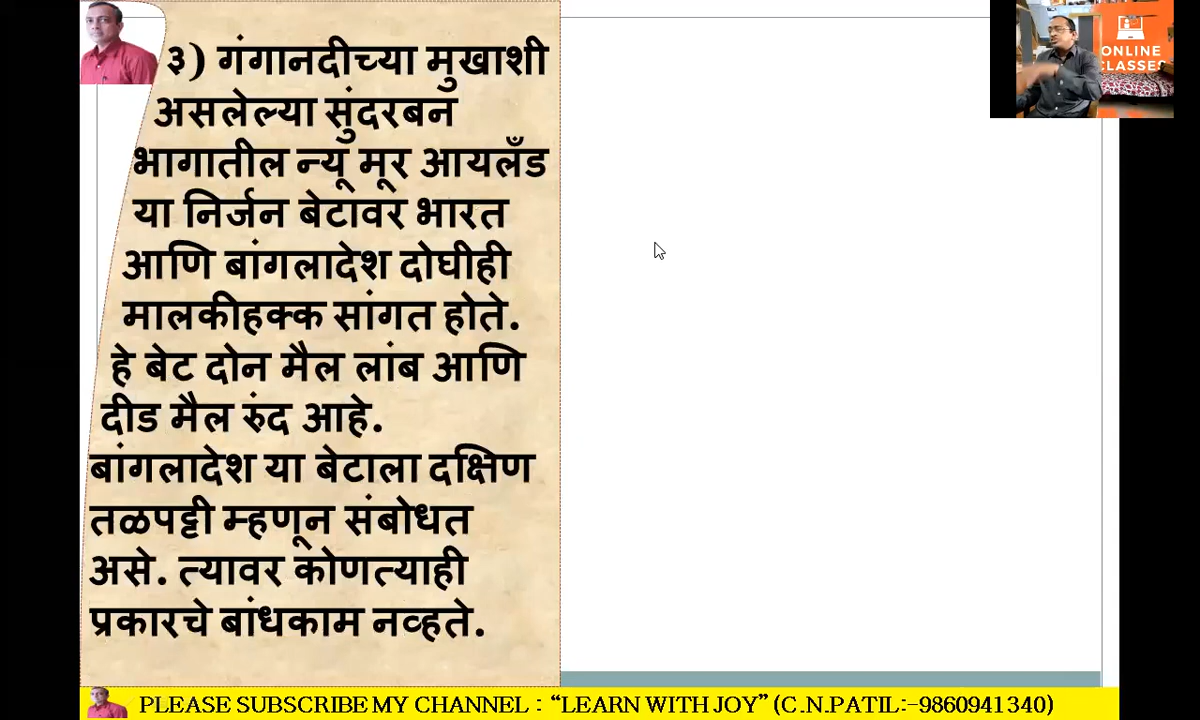 ३) गंगानदीच्या मुखाशी
असलेल्या सुंदरबन
भागातील न्यू मूर आयलँड
या निर्जन बेटावर भारत
आणि बांगलादेश दोघीही
मालकीहक्क सांगत होते.
हे बेट दोन मैल लांब आणि
दीड मैल रुंद आहे.
बांगलादेश या बेटाला दक्षिण
तळपट्टी म्हणून संबोधत
असे. त्यावर कोणत्याही
प्रकारचे बांधकाम नव्हते.
ONLINE
CLASSES
PLEASE SUBSCRIBE MY CHANNEL : “LEARN WITH JOY” (C.N.PATIL:-9860941340)